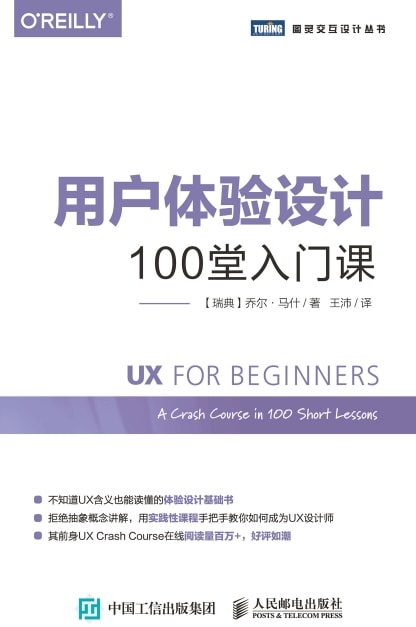 O'REILLY®
TURING 图灵交互设计丛书
用户体验设计
100堂入门课
【瑞典】乔尔·马什/著 王沛/译
UX FOR BEGINNERS
A Crash Course in 100 Short Lessons
不知道UX含义也能读懂的体验设计基础书
拒绝抽象概念讲解，用实践性课程手把手教你如何成为UX设计师
其前身UX Crash Course在线阅读量百万+，好评如潮
中国工信出版集团 人民邮电出版社
POSTS & TELECOM PRESS